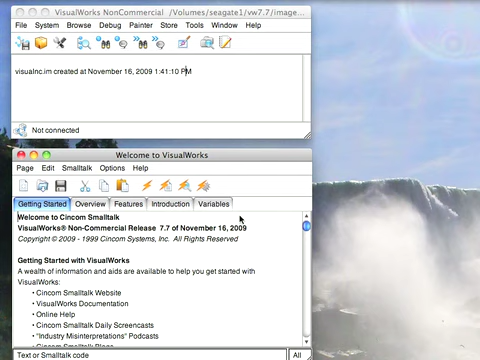 VisualWorks NonCommercial /Volumes/seagate1/vw7.7/image...
File System Browse Debug Painter Store Tools Window Help
visualnc.im created at November 16, 2009 1:41:10 PM
Not connected
Welcome to VisualWorks
Page Edit Smalltalk Options Help
Getting Started Overview Features Introduction Variables
Welcome to Cincom Smalltalk
VisualWorks® Non-Commercial Release 7.7 of November 16, 2009
Copyright © 2009 - 1999 Cincom Systems, Inc. All Rights Reserved
Getting Started with VisualWorks
A wealth of information and aids are available to help you get started with
VisualWorks:
• Cincom Smalltalk Website
• VisualWorks Documentation
• Online Help
• Cincom Smalltalk Daily Screencasts
• "Industry Misinterpretations" Podcasts
• Cincom Smalltalk Blogs
Text or Smalltalk code All